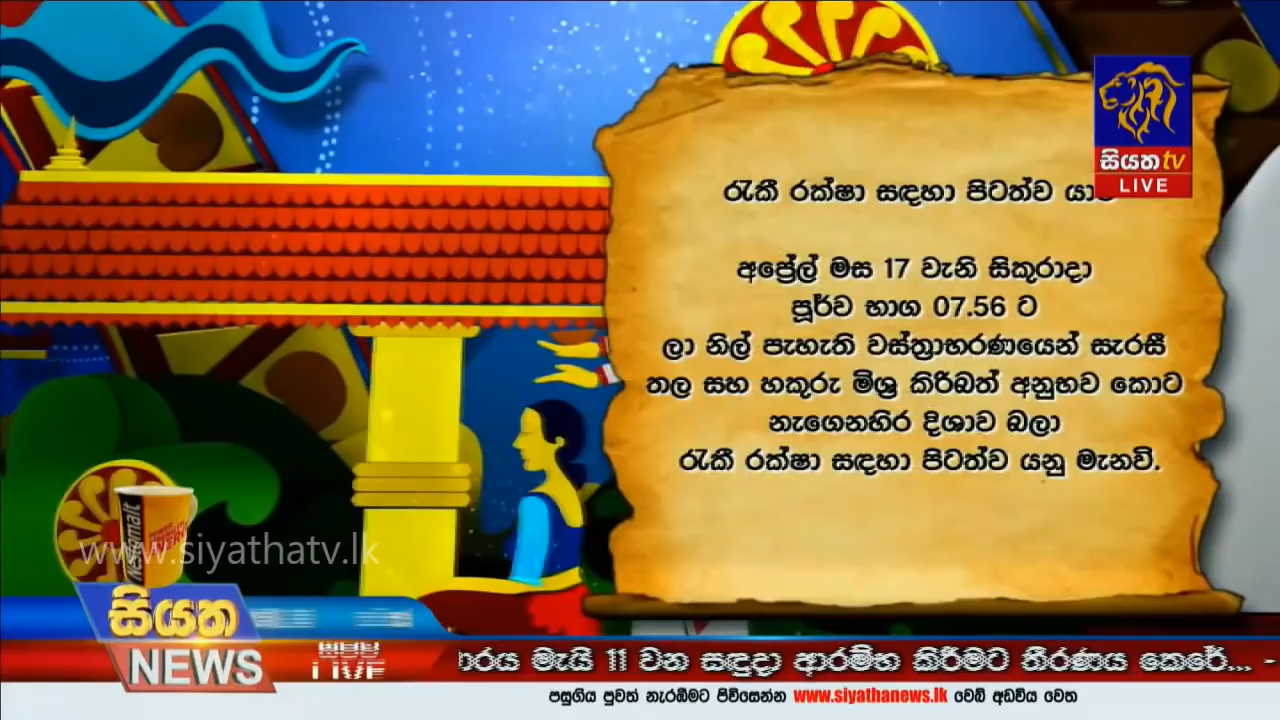 සියත tv
LIVE
රැකී රක්ෂා සඳහා පිටත්ව
අප්‍රේල් මස 17 වැනි සිකුරාදා
පූර්ව භාග 07.56 ට
ලා නිල් පැහැති වස්ත්‍රාභරණයෙන් සැරසී
තල සහ හකුරු මිශ්‍ර කිරිබත් අනුභව කොට
නැගෙනහිර දිශාව බලා
රැකී රක්ෂා සඳහා පිටත්ව යනු මැනවි.
Nestomalt
www.siyathatv.lk
සියත
NEWS
LIVE
මැයි 11 වන සඳුදා ආරම්භ කිරීමට තීරණය කෙරේ... -
පසුගිය පුවත් නැරඹීමට පිවිසෙන්න www.siyathanews.lk වෙබ් අඩවිය වෙත